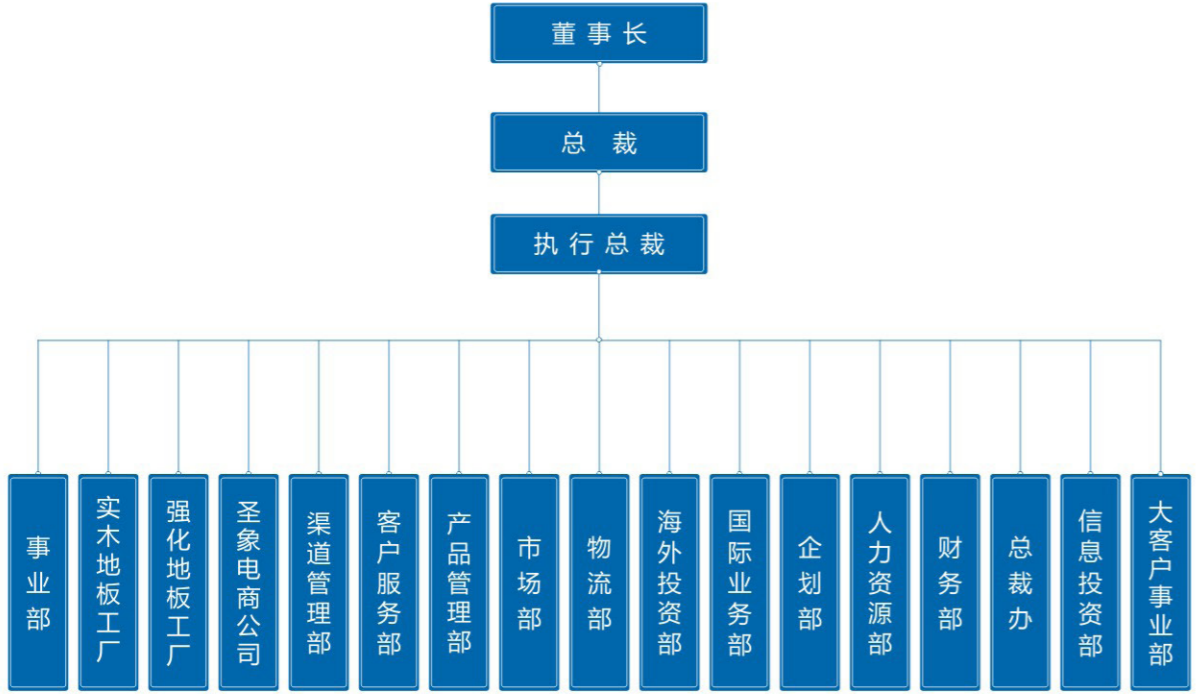 董事长
总裁
执行总裁
事业部
实木地板工厂
强化地板工厂
圣象电商公司
渠道管理部
客户服务部
产品管理部
市场部
物流部
海外投资部
国际业务部
企划部
人力资源部
财务部
总裁办
信息投资部
大客户事业部